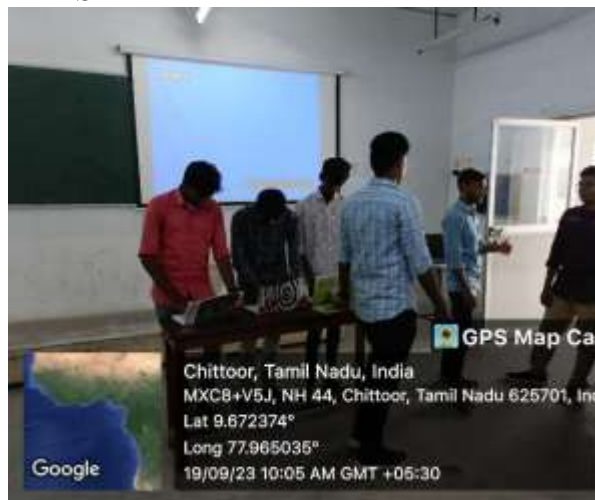 GPS Map Ca
Chittoor, Tamil Nadu, India
MXC8+V5J, NH 44, Chittoor, Tamil Nadu 625701, Ind
Lat 9.672374°
Long 77.965035°
19/09/23 10:05 AM GMT +05:30
Google